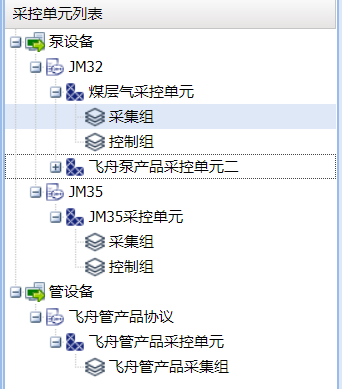 采控单元列表
泵设备
JM32
煤层气采控单元
采集组
控制组
飞舟泵产品采控单元二
JM35
JM35采控单元
采集组
控制组
管设备
飞舟管产品协议
飞舟管产品采控单元
飞舟管产品采集组